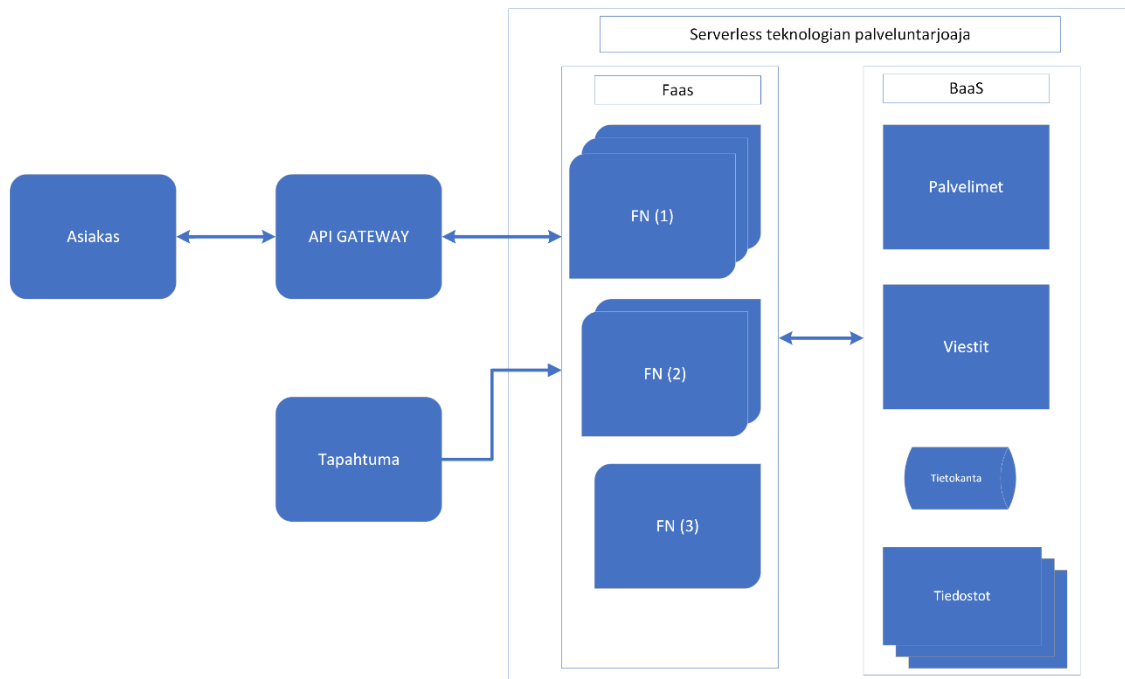 Serverless teknologian palveluntarjoaja
Faas
BaaS
Asiakas
API GATEWAY
FN (1)
Palvelimet
FN (2)
Viestit
Tapahtuma
Tietokanta
FN (3)
Tiedostot